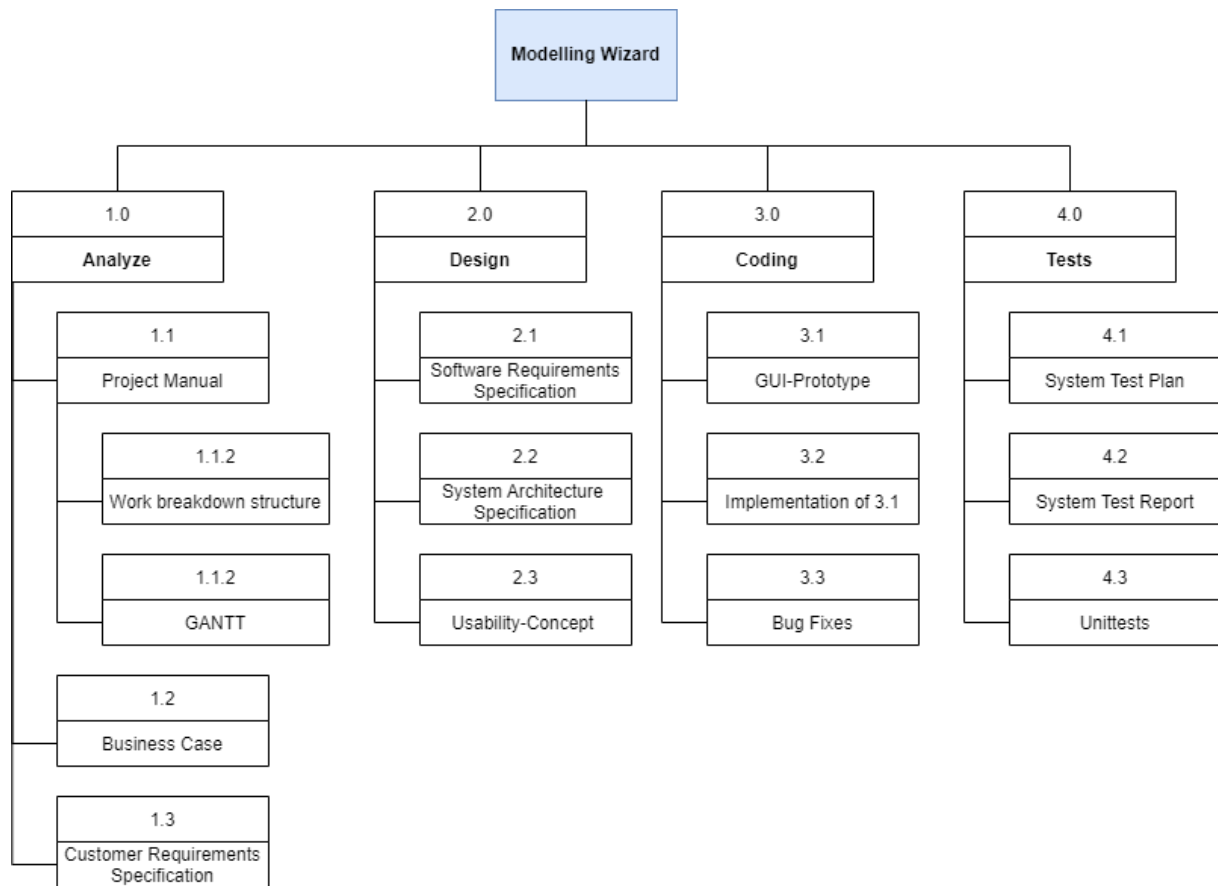 Modelling Wizard
1.0
Analyze
1.1
Project Manual
1.1.2
Work breakdown structure
1.1.2
GANTT
1.2
Business Case
1.3
Customer Requirements
Specification
2.0
Design
2.1
Software Requirements
Specification
2.2
System Architecture
Specification
2.3
Usability-Concept
3.0
Coding
3.1
GUI-Prototype
3.2
Implementation of 3.1
3.3
Bug Fixes
4.0
Tests
4.1
System Test Plan
4.2
System Test Report
4.3
Unittests